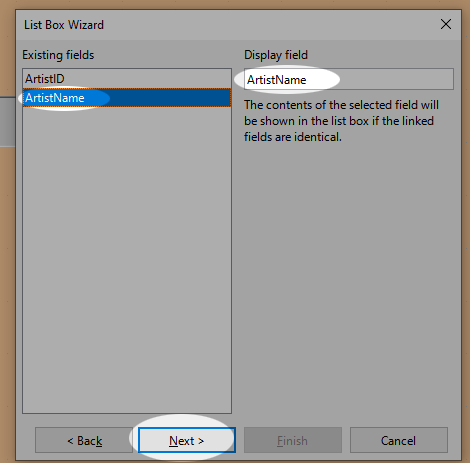 List Box Wizard
Existing fields
ArtistID
ArtistName
Display field
ArtistName
The contents of the selected field will
be shown in the list box if the linked
fields are identical.
< Back
Next >
Finish
Cancel